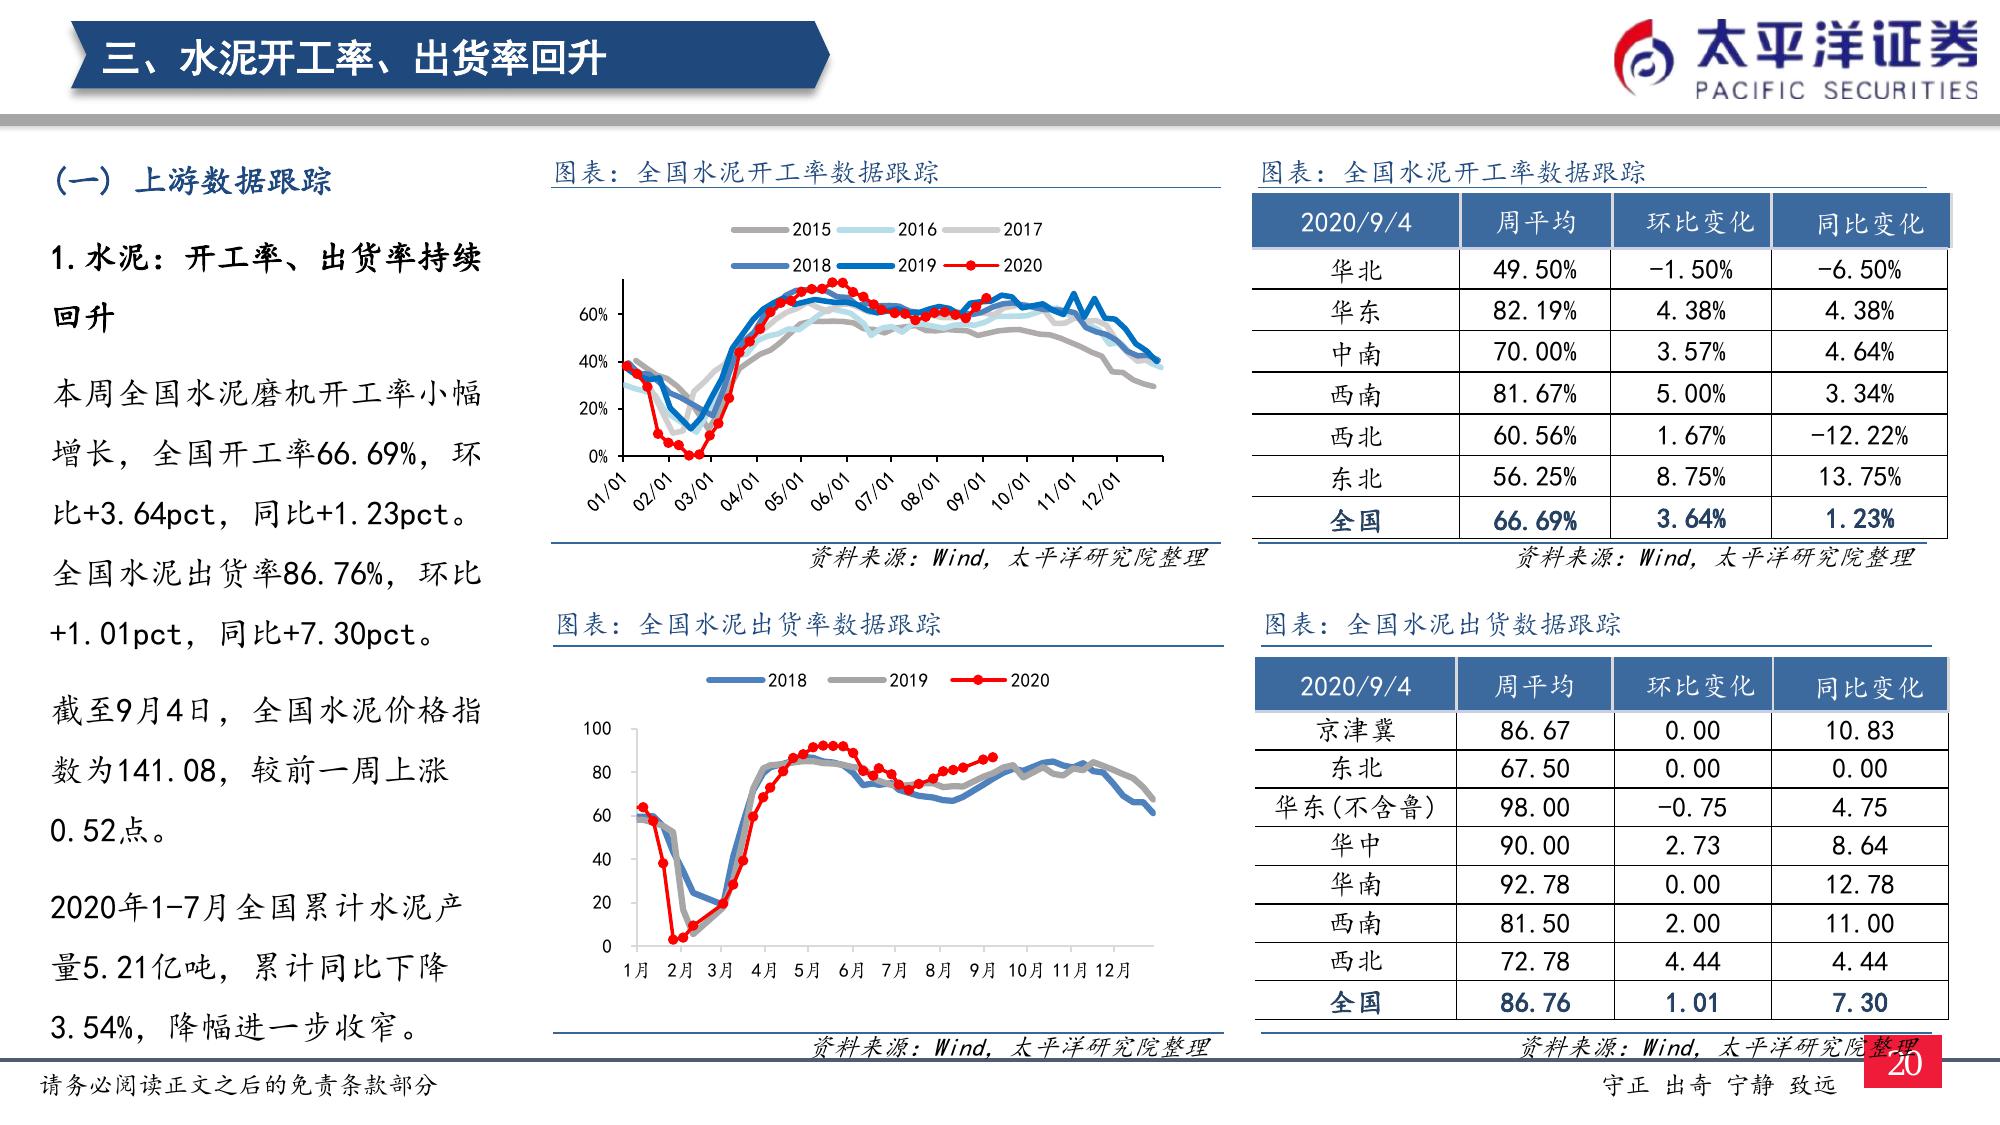 三、水泥开工率、出货率回升
太平洋证券
PACIFIC SECURITIES
(一) 上游数据跟踪
1.水泥：开工率、出货率持续
回升
本周全国水泥磨机开工率小幅
增长，全国开工率66.69%，环
比+3.64pct，同比+1.23pct。
全国水泥出货率86.76%，环比
+1.01pct，同比+7.30pct。
截至9月4日，全国水泥价格指
数为141.08，较前一周上涨
0.52点。
2020年1-7月全国累计水泥产
量5.21亿吨，累计同比下降
3.54%，降幅进一步收窄。
图表：全国水泥开工率数据跟踪
2015 2016 2017
2018 2019 2020
60%
40%
20%
0%
01/01 02/01 03/01 04/01 05/01 06/01 07/01 08/01 09/01 10/01 11/01 12/01
资料来源：Wind，太平洋研究院整理
图表：全国水泥开工率数据跟踪
2020/9/4 周平均 环比变化 同比变化
华北 49.50% -1.50% -6.50%
华东 82.19% 4.38% 4.38%
中南 70.00% 3.57% 4.64%
西南 81.67% 5.00% 3.34%
西北 60.56% 1.67% -12.22%
东北 56.25% 8.75% 13.75%
全国 66.69% 3.64% 1.23%
资料来源：Wind，太平洋研究院整理
图表：全国水泥出货率数据跟踪
2018 2019 2020
100
80
60
40
20
0
1月 2月 3月 4月 5月 6月 7月 8月 9月 10月 11月 12月
资料来源：Wind，太平洋研究院整理
图表：全国水泥出货数据跟踪
2020/9/4 周平均 环比变化 同比变化
京津冀 86.67 0.00 10.83
东北 67.50 0.00 0.00
华东(不含鲁) 98.00 -0.75 4.75
华中 90.00 2.73 8.64
华南 92.78 0.00 12.78
西南 81.50 2.00 11.00
西北 72.78 4.44 4.44
全国 86.76 1.01 7.30
资料来源：Wind，太平洋研究院整理
请务必阅读正文之后的免责条款部分
守正 出奇 宁静 致远
20